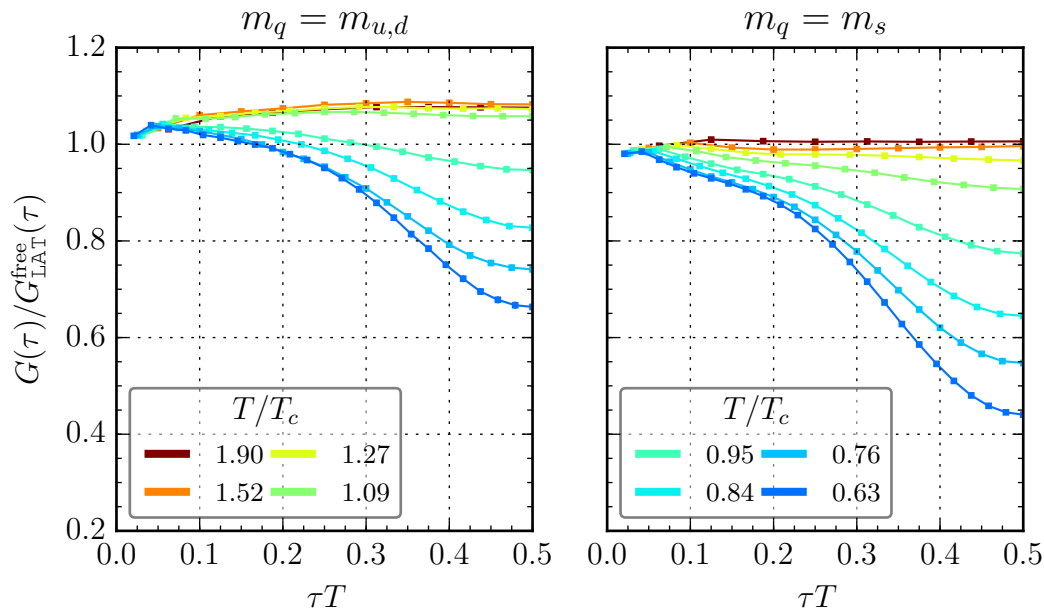 m_q = m_{u,d}
m_q = m_s
G(τ)/G_{LAT}^{free}(τ)
1.2
1.0
0.8
0.6
0.4
0.2
T/T_c
1.90 1.27
1.52 1.09
T/T_c
0.95 0.76
0.84 0.63
0.0 0.1 0.2 0.3 0.4 0.5
0.0 0.1 0.2 0.3 0.4 0.5
τT
τT